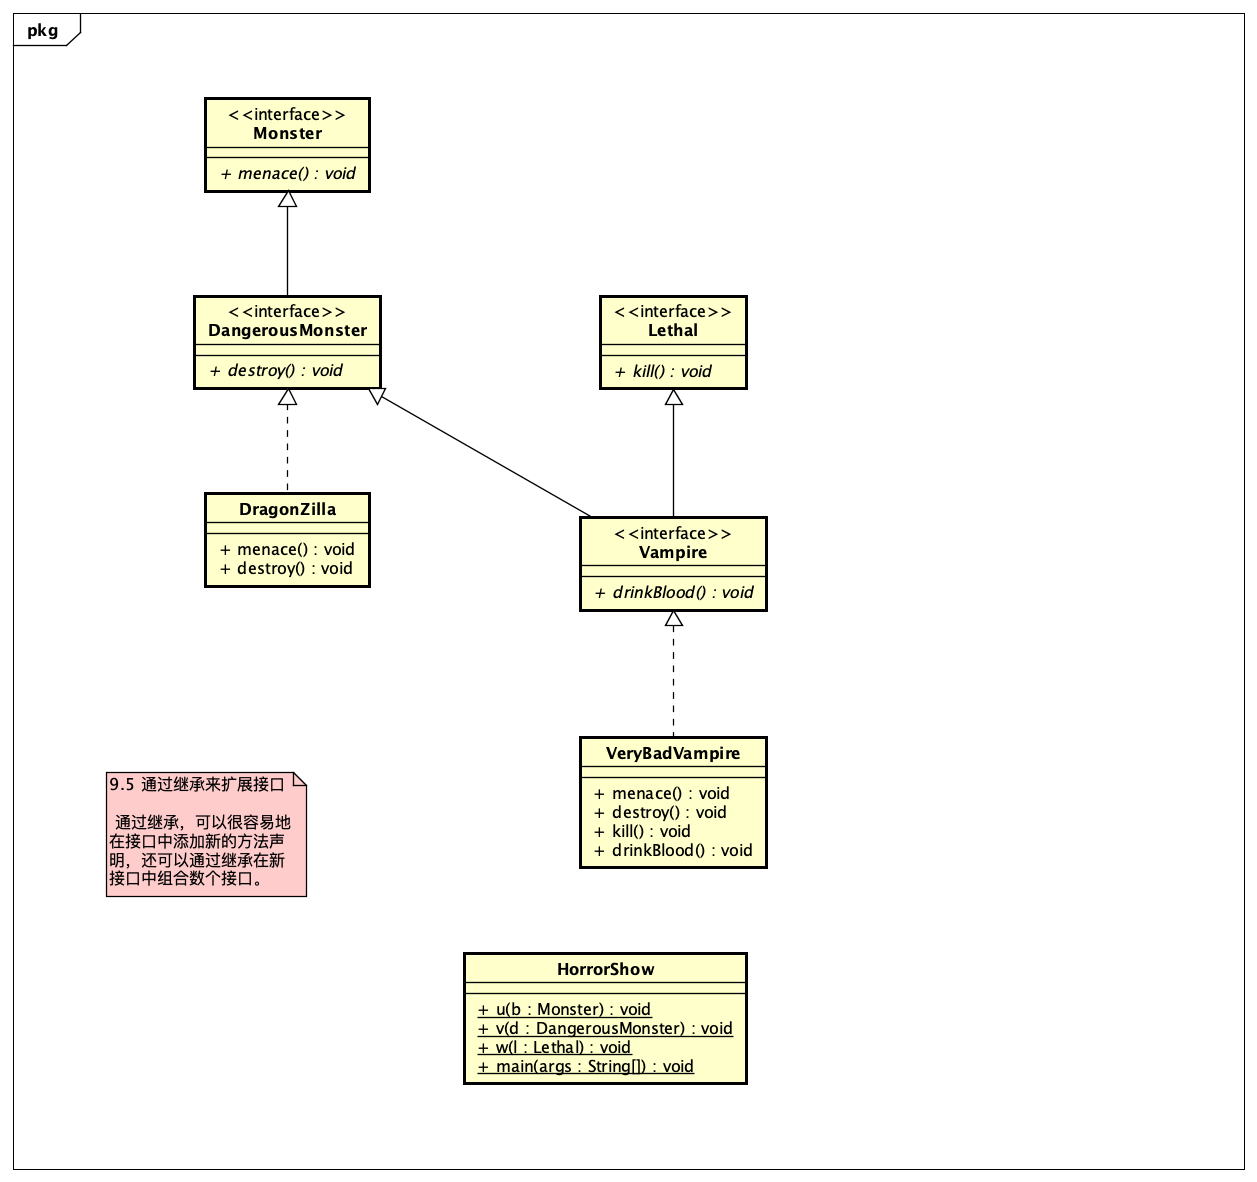 pkg
<<interface>>
Monster
+ menace() : void
<<interface>>
DangerousMonster
+ destroy() : void
<<interface>>
Lethal
+ kill() : void
DragonZilla
+ menace() : void
+ destroy() : void
<<interface>>
Vampire
+ drinkBlood() : void
VeryBadVampire
+ menace() : void
+ destroy() : void
+ kill() : void
+ drinkBlood() : void
9.5 通过继承来扩展接口
通过继承，可以很容易地
在接口中添加新的方法声
明，还可以通过继承在新
接口中组合数个接口。
HorrorShow
+ u(b : Monster) : void
+ v(d : DangerousMonster) : void
+ w(l : Lethal) : void
+ main(args : String[]) : void